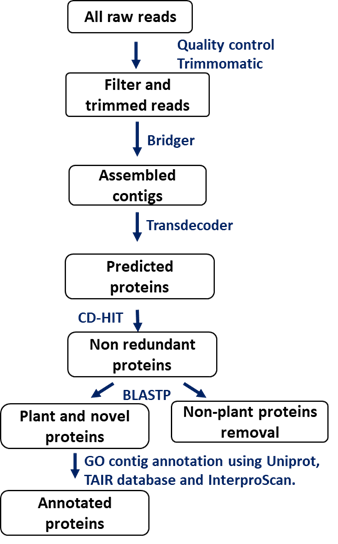 All raw reads
Quality control
Trimmomatic
Filter and
trimmed reads
Bridger
Assembled
contigs
Transdecoder
Predicted
proteins
CD-HIT
Non redundant
proteins
BLASTP
Plant and novel
proteins
Non-plant proteins
removal
GO contig annotation using Uniprot,
TAIR database and InterproScan.
Annotated
proteins